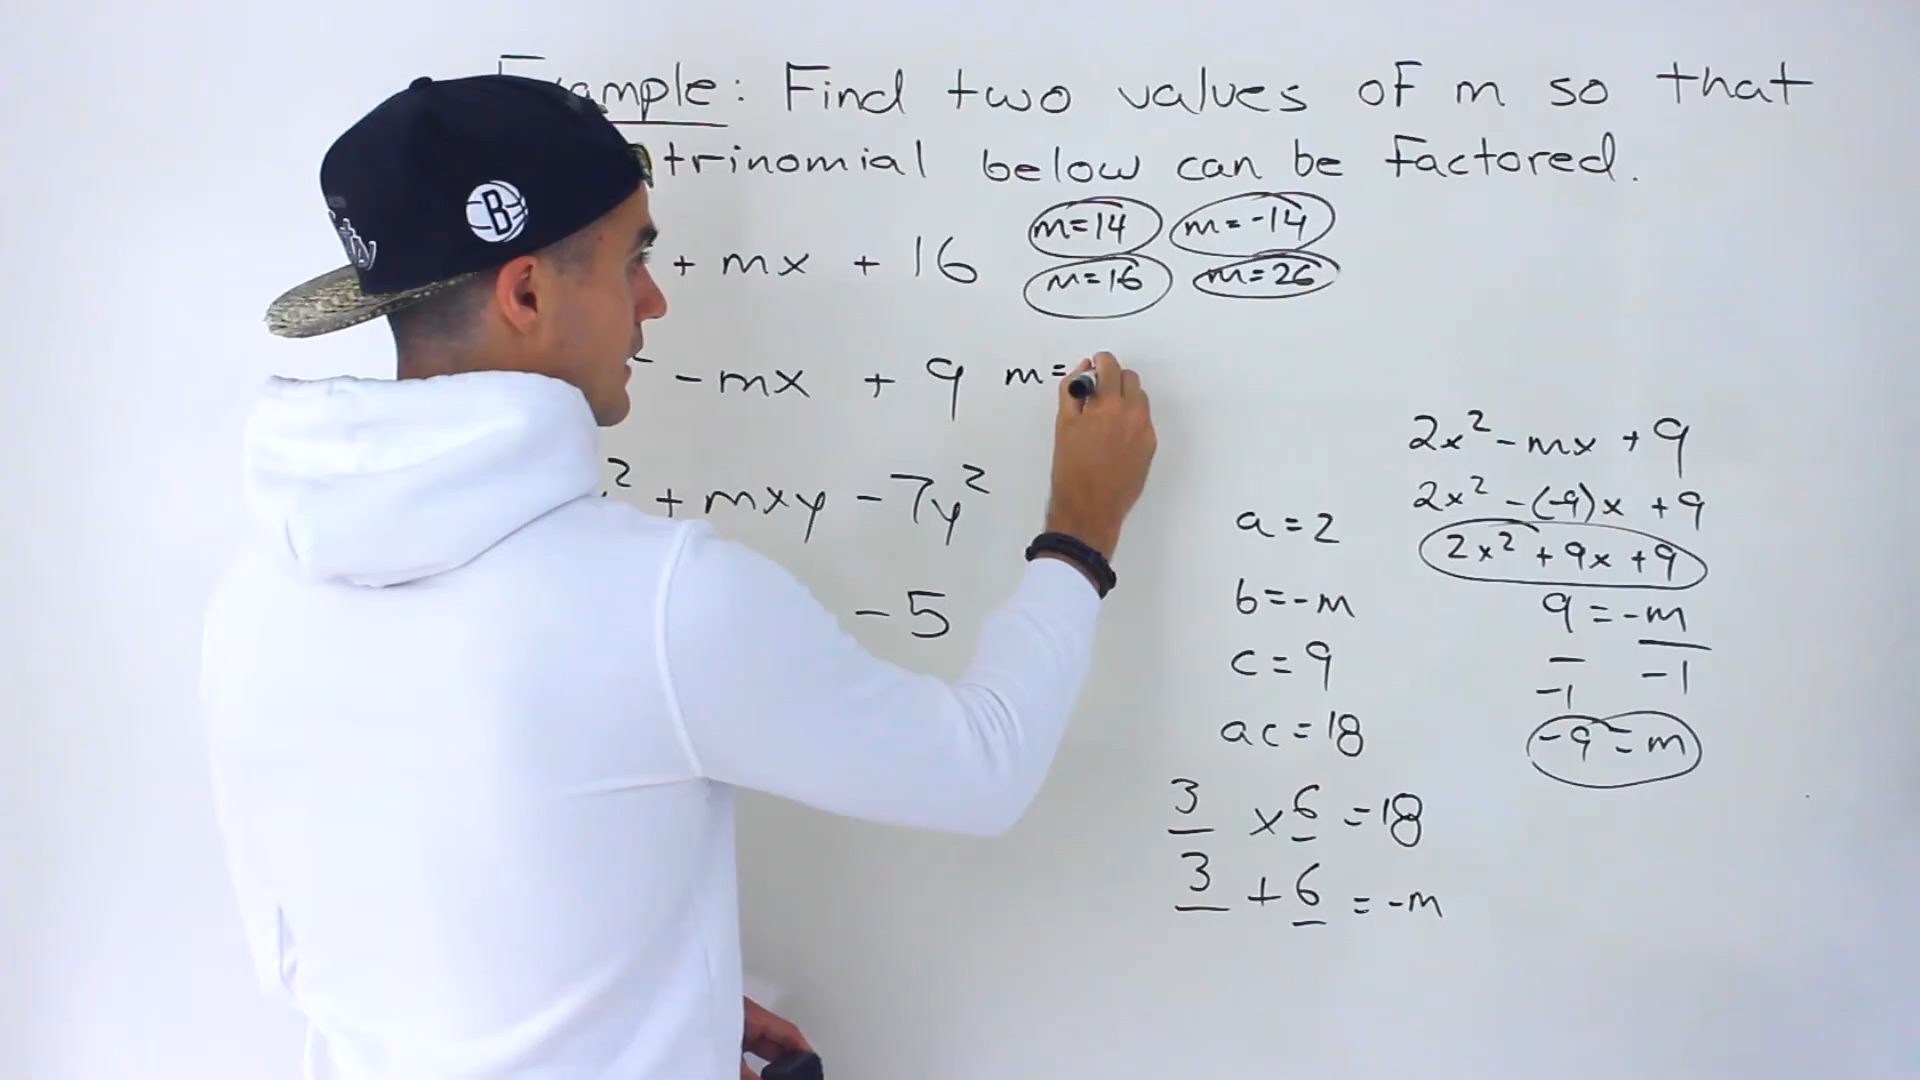 ample: Find two values of m so that
trinomial below can be factored.
+ mx + 16 m=14 m=-14
m=16 m=26
- mx + 9 m=
2 + mxy - 7y²
- 5
2x² - mx + 9
2x² - (-9)x + 9
2x² + 9x + 9
9 = -m
-1 -1
-9 = m
a = 2
b = -m
c = 9
ac = 18
3 x 6 = 18
3 + 6 = -m
B